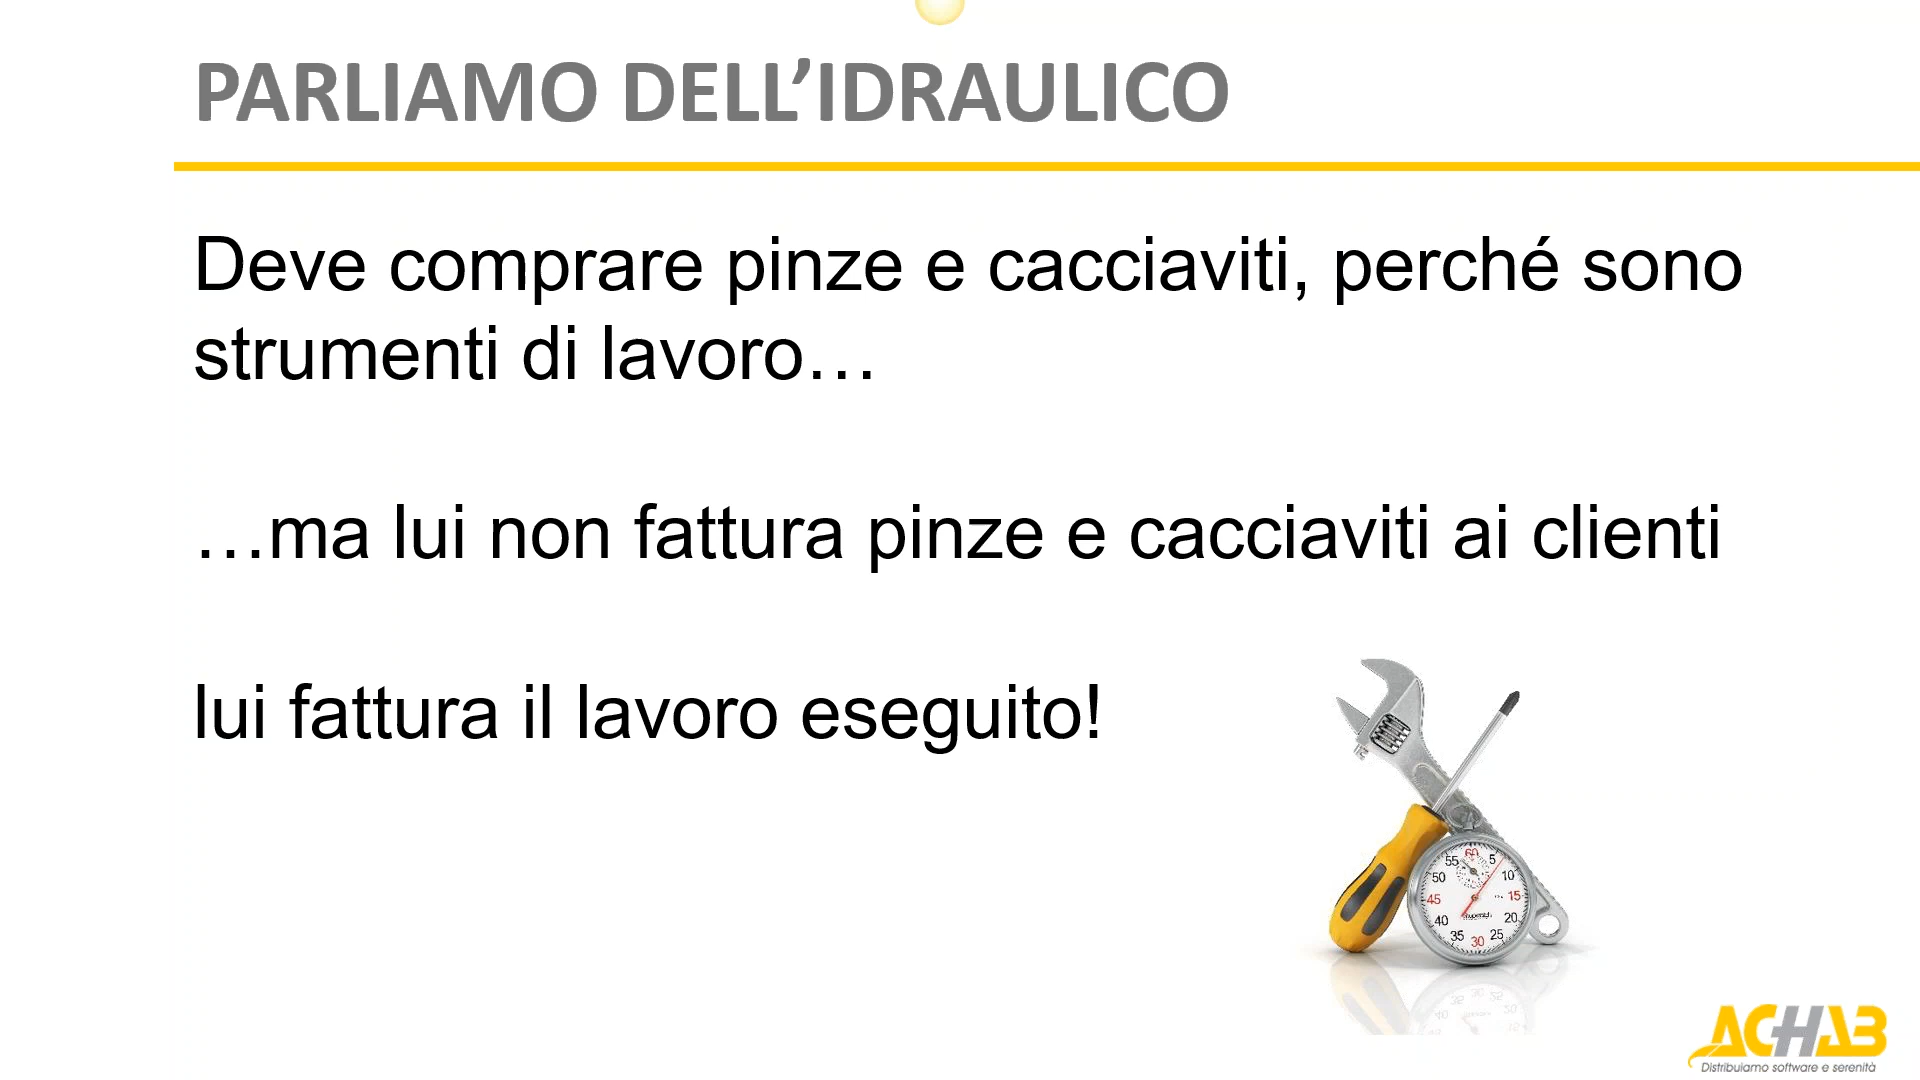 PARLIAMO DELL’IDRAULICO
Deve comprare pinze e cacciaviti, perché sono
strumenti di lavoro…
…ma lui non fattura pinze e cacciaviti ai clienti
lui fattura il lavoro eseguito!
60
55 5
50 10
45 15
40 20
35 25
30
ACHAB
Distribuiamo software e serenità